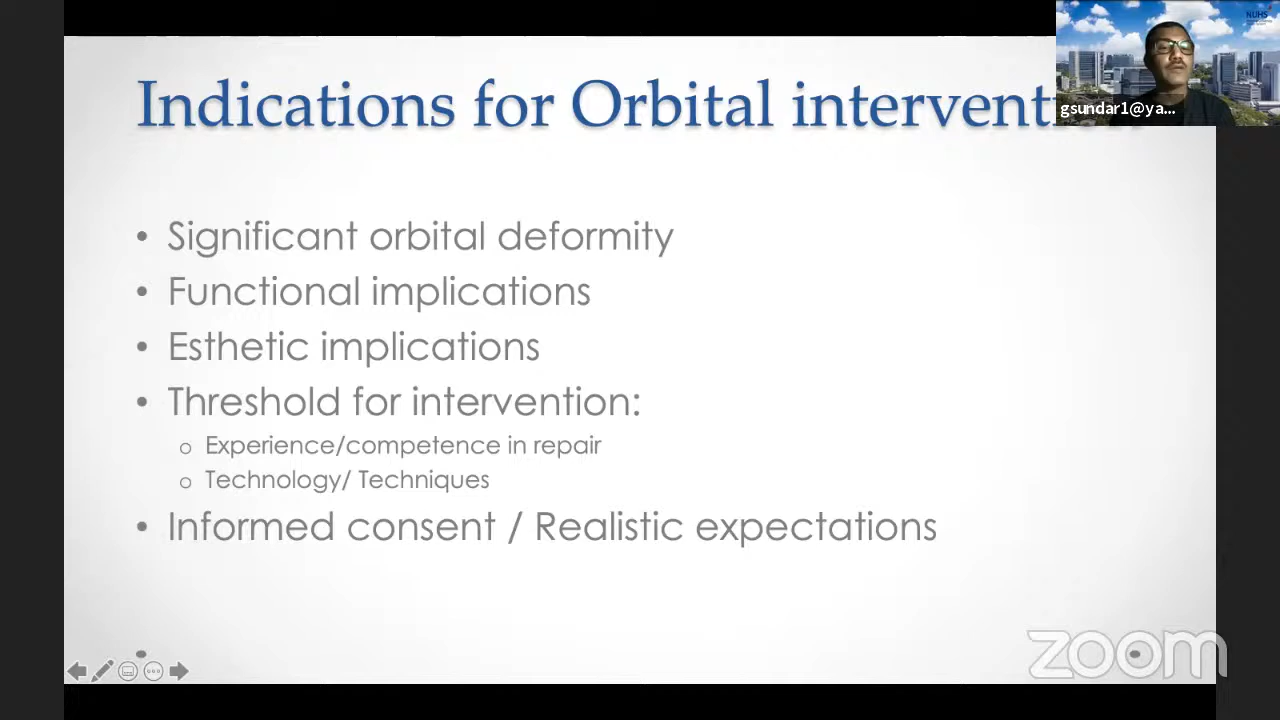 Indications for Orbital intervent
NUHS
gsundar1@ya...
• Significant orbital deformity
• Functional implications
• Esthetic implications
• Threshold for intervention:
o Experience/competence in repair
o Technology/ Techniques
• Informed consent / Realistic expectations
zoom